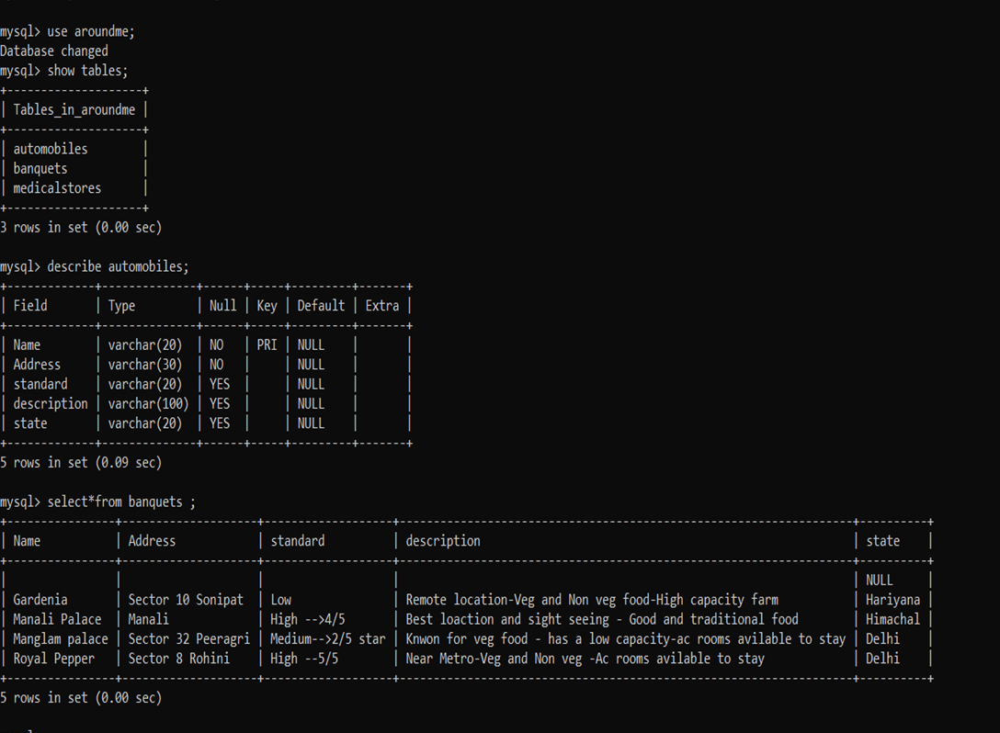 mysql> use aroundme;
Database changed
mysql> show tables;
+--------------------+
| Tables_in_aroundme |
+--------------------+
| automobiles        |
| banquets           |
| medicalstores      |
+--------------------+
3 rows in set (0.00 sec)
mysql> describe automobiles;
+-------------+--------------+------+-----+---------+-------+
| Field       | Type         | Null | Key | Default | Extra |
+-------------+--------------+------+-----+---------+-------+
| Name        | varchar(20)  | NO   | PRI | NULL    |       |
| Address     | varchar(30)  | NO   |     | NULL    |       |
| standard    | varchar(20)  | YES  |     | NULL    |       |
| description | varchar(100) | YES  |     | NULL    |       |
| state       | varchar(20)  | YES  |     | NULL    |       |
+-------------+--------------+------+-----+---------+-------+
5 rows in set (0.09 sec)
mysql> select*from banquets ;
+----------------+--------------------+-------------------+--------------------------------------------------------------------+----------+
| Name           | Address            | standard          | description                                                        | state    |
+----------------+--------------------+-------------------+--------------------------------------------------------------------+----------+
|                |                    |                   |                                                                    | NULL     |
| Gardenia       | Sector 10 Sonipat  | Low               | Remote location-Veg and Non veg food-High capacity farm            | Hariyana |
| Manali Palace  | Manali             | High -->4/5       | Best loaction and sight seeing - Good and traditional food         | Himachal |
| Manglam palace | Sector 32 Peeragri | Medium-->2/5 star | Knwon for veg food - has a low capacity-ac rooms avilable to stay | Delhi    |
| Royal Pepper   | Sector 8 Rohini    | High --5/5        | Near Metro-Veg and Non veg -Ac rooms avilable to stay              | Delhi    |
+----------------+--------------------+-------------------+--------------------------------------------------------------------+----------+
5 rows in set (0.00 sec)